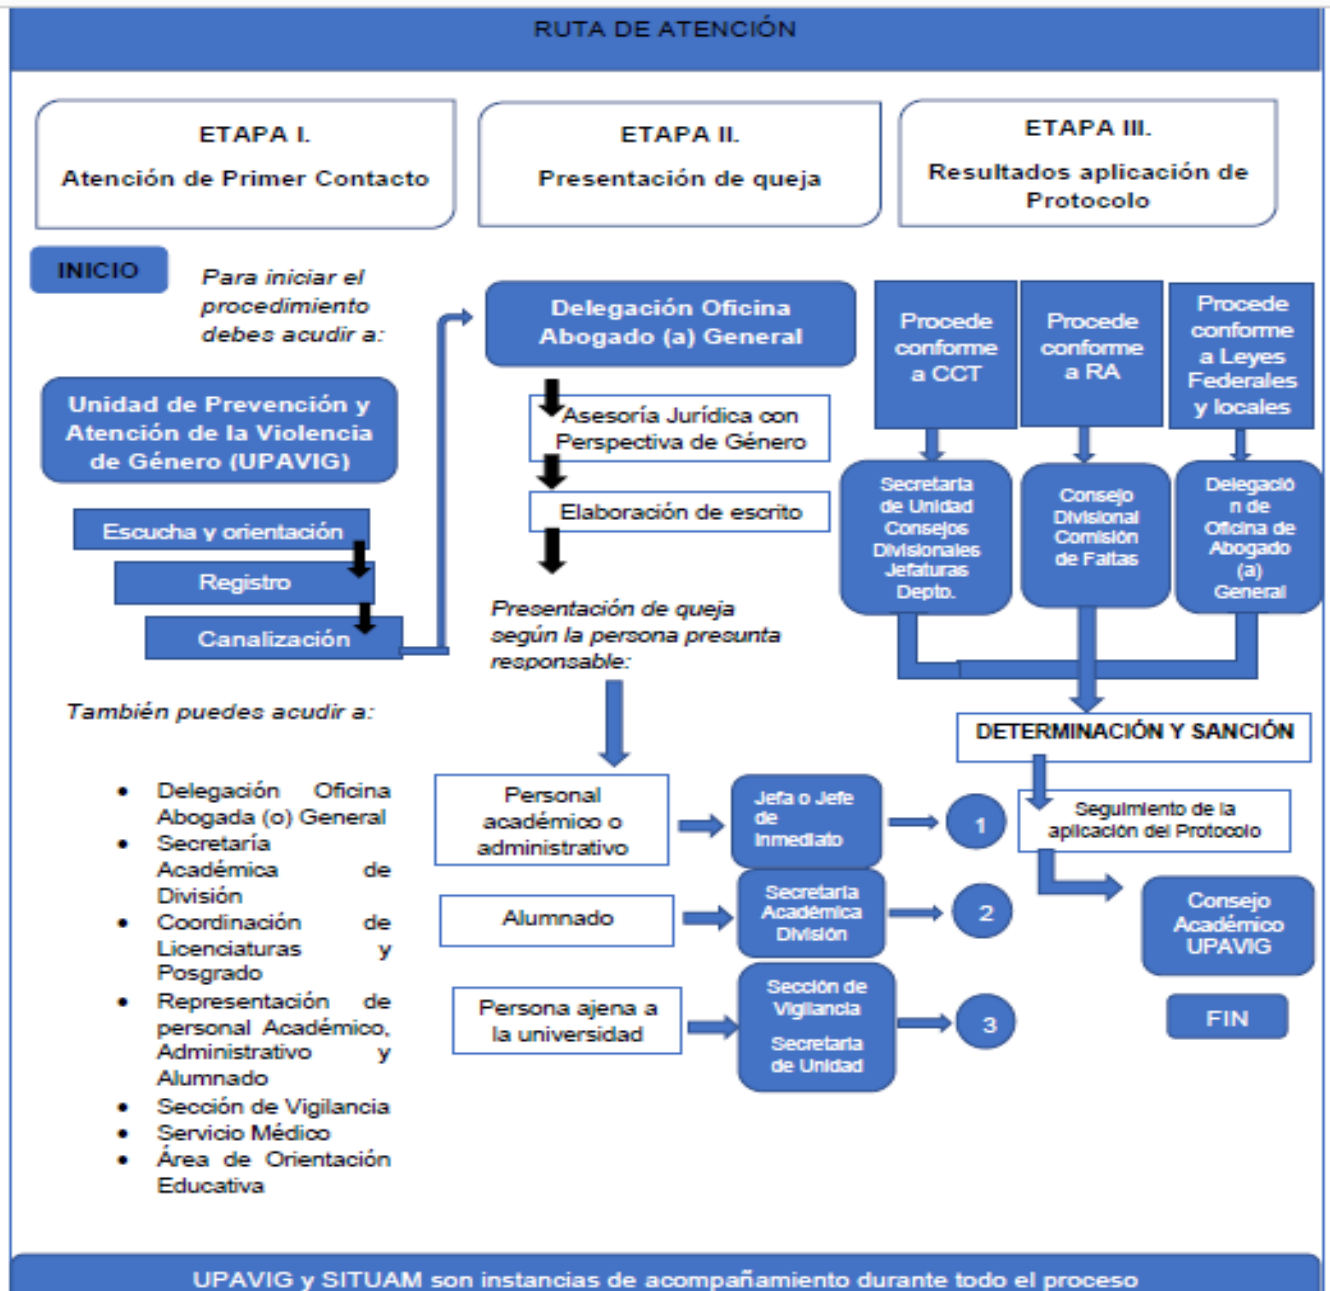 RUTA DE ATENCIÓN
ETAPA I.
Atención de Primer Contacto
ETAPA II.
Presentación de queja
ETAPA III.
Resultados aplicación de
Protocolo
INICIO
Para iniciar el
procedimiento
debes acudir a:
Unidad de Prevención y
Atención de la Violencia
de Género (UPAVIG)
Escucha y orientación
Registro
Canalización
También puedes acudir a:
• Delegación Oficina
Abogada (o) General
• Secretaría
Académica de
División
• Coordinación de
Licenciaturas y
Posgrado
• Representación de
personal Académico,
Administrativo y
Alumnado
• Sección de Vigilancia
• Servicio Médico
• Área de Orientación
Educativa
Delegación Oficina
Abogado (a) General
Asesoría Jurídica con
Perspectiva de Género
Elaboración de escrito
Presentación de queja
según la persona presunta
responsable:
Personal
académico o
administrativo
Jefa o Jefe
de
Inmediato
1
Alumnado
Secretaria
Académica
División
2
Persona ajena a
la universidad
Sección de
Vigilancia
Secretaria
de Unidad
3
Procede
conforme
a CCT
Procede
conforme
a RA
Procede
conforme
a Leyes
Federales
y locales
Secretaria
de Unidad
Consejos
Divisionales
Jefaturas
Depto.
Consejo
Divisional
Comisión
de Faltas
Delegació
n de
Oficina de
Abogado
(a)
General
DETERMINACIÓN Y SANCIÓN
Seguimiento de la
aplicación del Protocolo
Consejo
Académico
UPAVIG
FIN
UPAVIG y SITUAM son instancias de acompañamiento durante todo el proceso